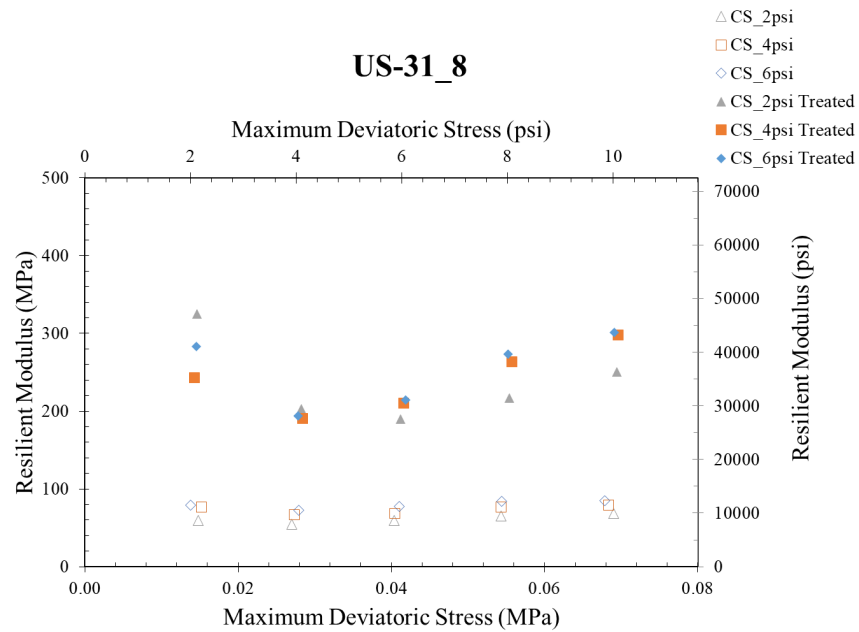 US-31_8
CS_2psi
CS_4psi
CS_6psi
CS_2psi Treated
CS_4psi Treated
CS_6psi Treated
Maximum Deviatoric Stress (psi)
0 2 4 6 8 10
Resilient Modulus (MPa)
500
400
300
200
100
0
70000
60000
50000
40000
30000
20000
10000
0
Resilient Modulus (psi)
0.00 0.02 0.04 0.06 0.08
Maximum Deviatoric Stress (MPa)